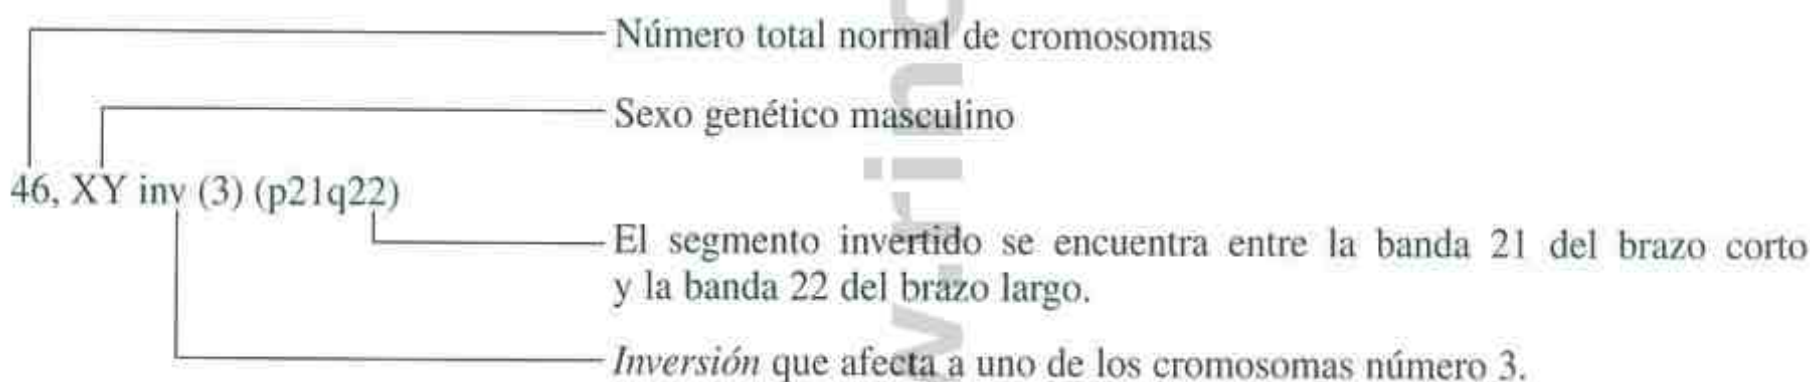 Número total normal de cromosomas
Sexo genético masculino
46, XY inv (3) (p21q22)
El segmento invertido se encuentra entre la banda 21 del brazo corto
y la banda 22 del brazo largo.
Inversión que afecta a uno de los cromosomas número 3.